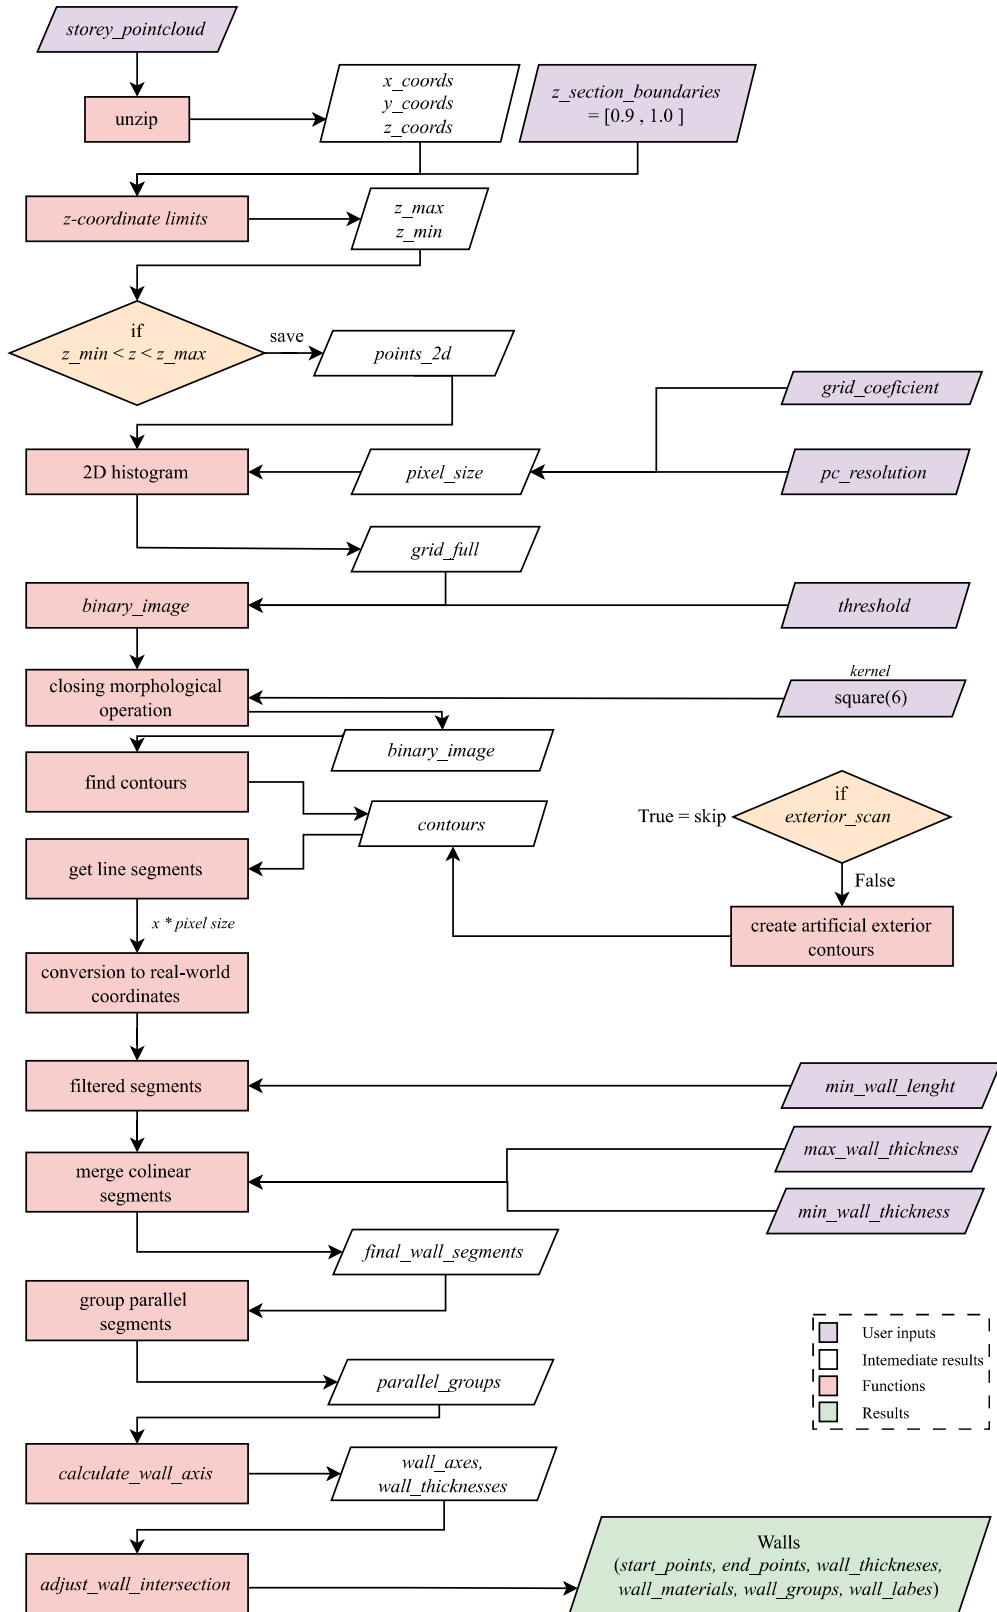 storey_pointcloud
unzip
x_coords
y_coords
z_coords
z_section_boundaries
= [0.9 , 1.0 ]
z-coordinate limits
z_max
z_min
if
z_min < z < z_max
save
points_2d
grid_coeficient
2D histogram
pixel_size
pc_resolution
grid_full
binary_image
threshold
closing morphological
operation
kernel
square(6)
binary_image
find contours
contours
True = skip
if
exterior_scan
False
get line segments
create artificial exterior
contours
x * pixel size
conversion to real-world
coordinates
filtered segments
min_wall_lenght
merge colinear
segments
max_wall_thickness
min_wall_thickness
final_wall_segments
group parallel
segments
User inputs
Intemediate results
Functions
Results
parallel_groups
calculate_wall_axis
wall_axes,
wall_thicknesses
adjust_wall_intersection
Walls
(start_points, end_points, wall_thickneses,
wall_materials, wall_groups, wall_labes)